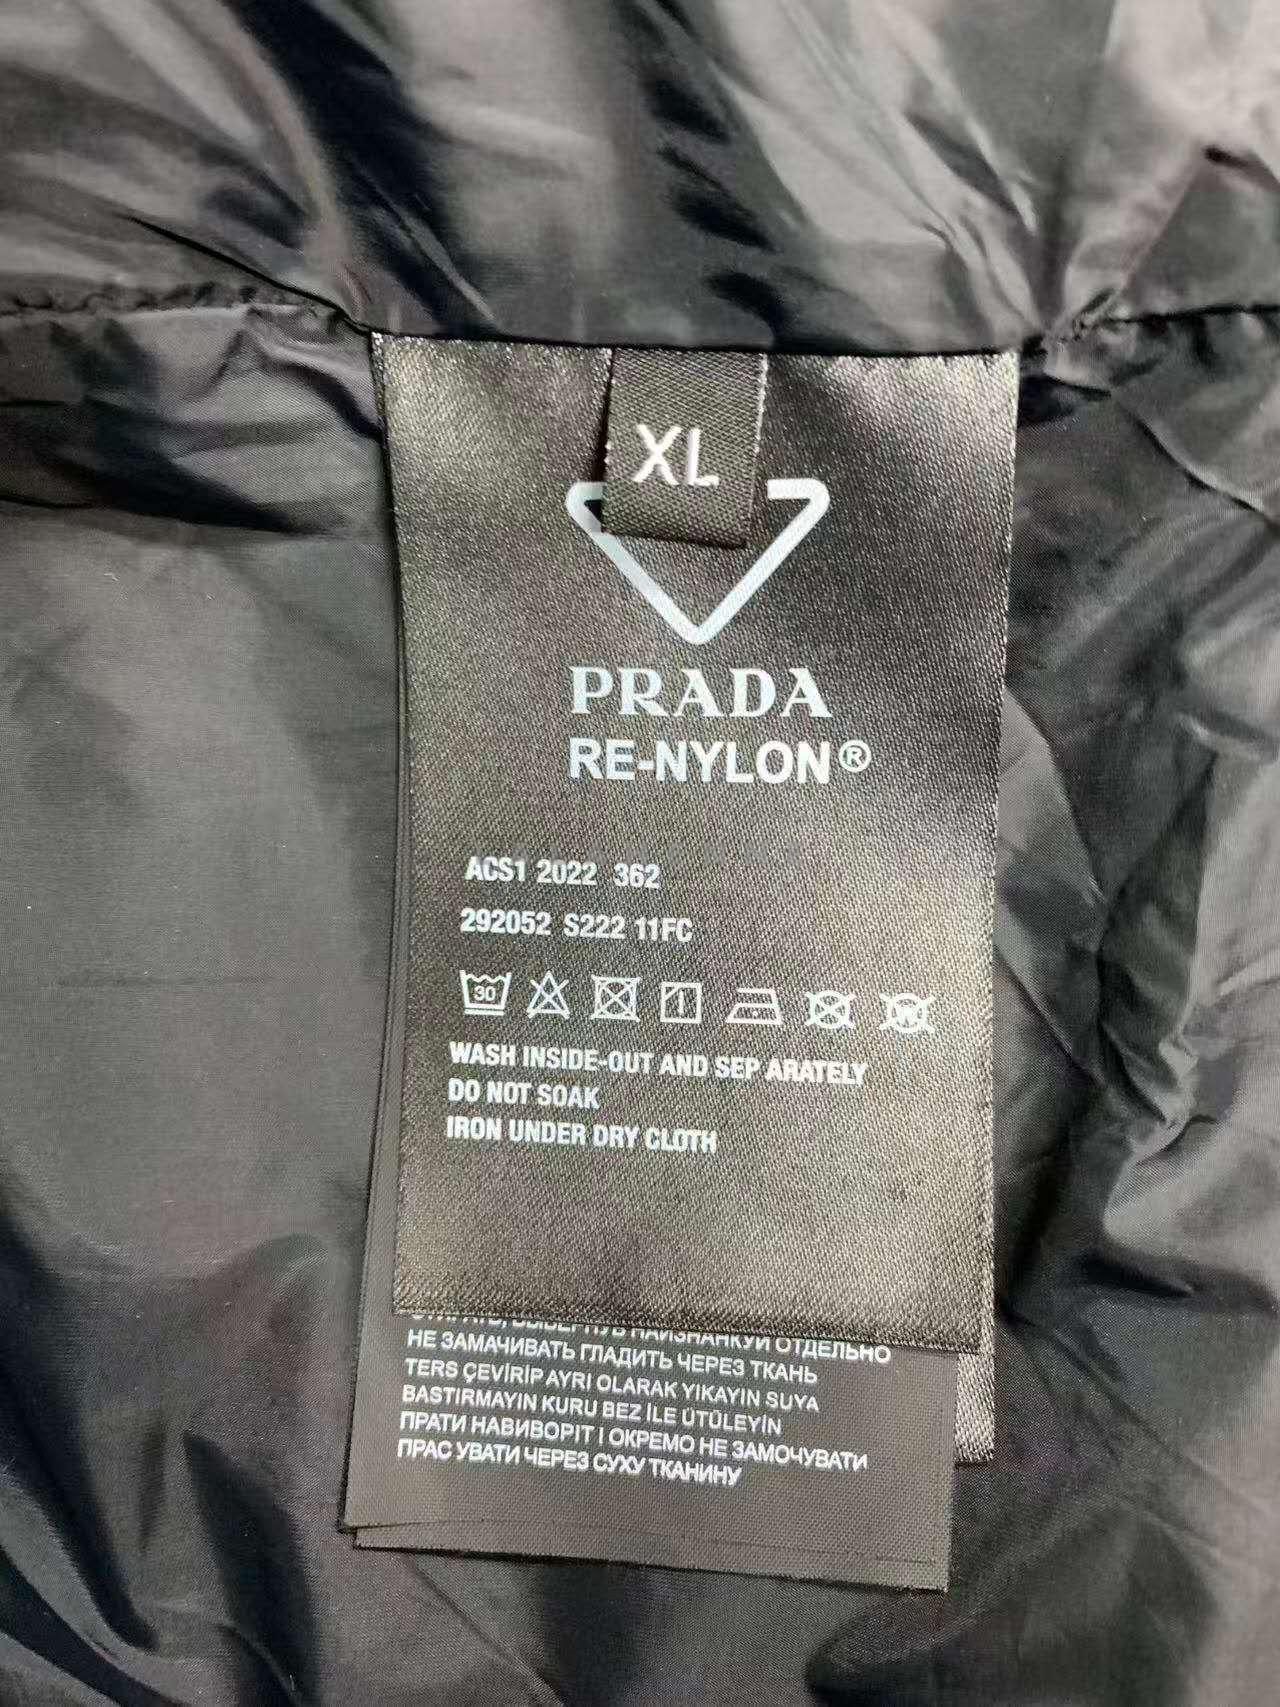 XL
PRADA
RE-NYLON®
ACS1 2022 362
292052 S222 11FC
30
W
WASH INSIDE-OUT AND SEP ARATELY
DO NOT SOAK
IRON UNDER DRY CLOTH
НАИЗНАНКУЙ ОТДЕЛЬНО
НЕ ЗАМАЧИВАТЬ ГЛАДИТЬ ЧЕРЕЗ ТКАНЬ
TERS ÇEVİRİP AYRI OLARAK YIKAYIN SUYA
BASTIRMAYIN KURU BEZ İLE ÜTÜLEYİN
ПРАТИ НАВИВОРІТ І ОКРЕМО НЕ ЗАМОЧУВАТИ
ПРАС УВАТИ ЧЕРЕЗ СУХУ ТКАНИНУ